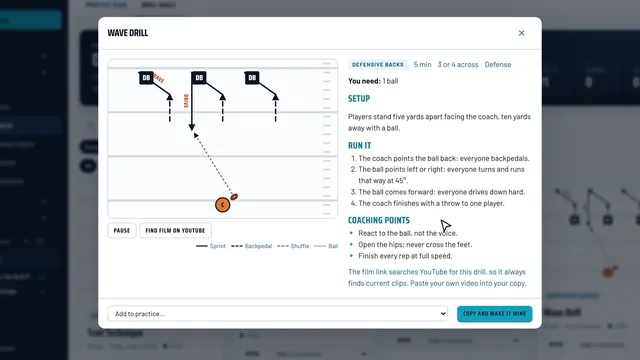 WAVE DRILL
DB
WAVE
DB
DB
DRIVE
C
PAUSE
FIND FILM ON YOUTUBE
Sprint
Backpedal
Shuffle
Ball
DEFENSIVE BACKS
5 min
3 or 4 across
Defense
You need: 1 ball
SETUP
Players stand five yards apart facing the coach, ten yards
away with a ball.
RUN IT
1. The coach points the ball back: everyone backpedals.
2. The ball points left or right: everyone turns and runs
that way at 45°.
3. The ball comes forward: everyone drives down hard.
4. The coach finishes with a throw to one player.
COACHING POINTS
React to the ball, not the voice.
Open the hips; never cross the feet.
Finish every rep at full speed.
The film link searches YouTube for this drill, so it always
finds current clips. Paste your own video into your copy.
Add to practice...
COPY AND MAKE IT MINE